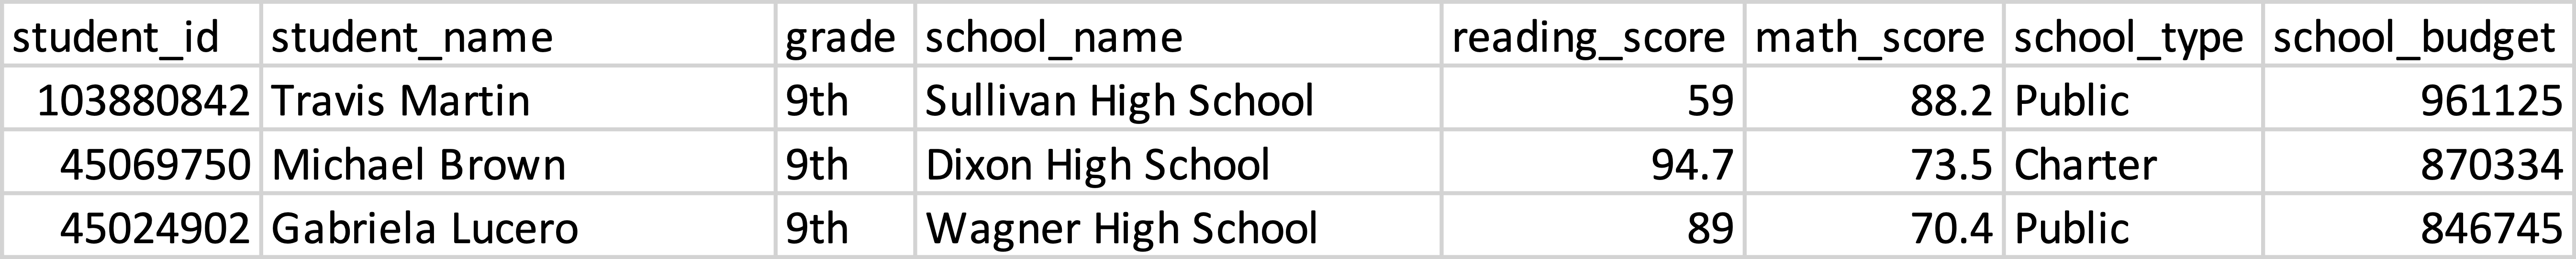 student_id student_name grade school_name reading_score math_score school_type school_budget
103880842 Travis Martin 9th Sullivan High School 59 88.2 Public 961125
45069750 Michael Brown 9th Dixon High School 94.7 73.5 Charter 870334
45024902 Gabriela Lucero 9th Wagner High School 89 70.4 Public 846745